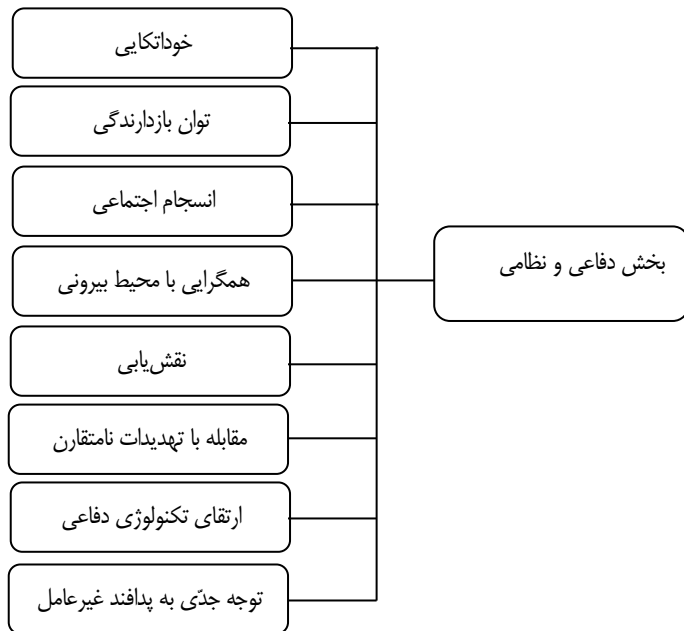 بخش دفاعی و نظامی
خوداتکایی
توان بازدارندگی
انسجام اجتماعی
همگرایی با محیط بیرونی
نقش‌یابی
مقابله با تهدیدات نامتقارن
ارتقای تکنولوژی دفاعی
توجه جدّی به پدافند غیرعامل